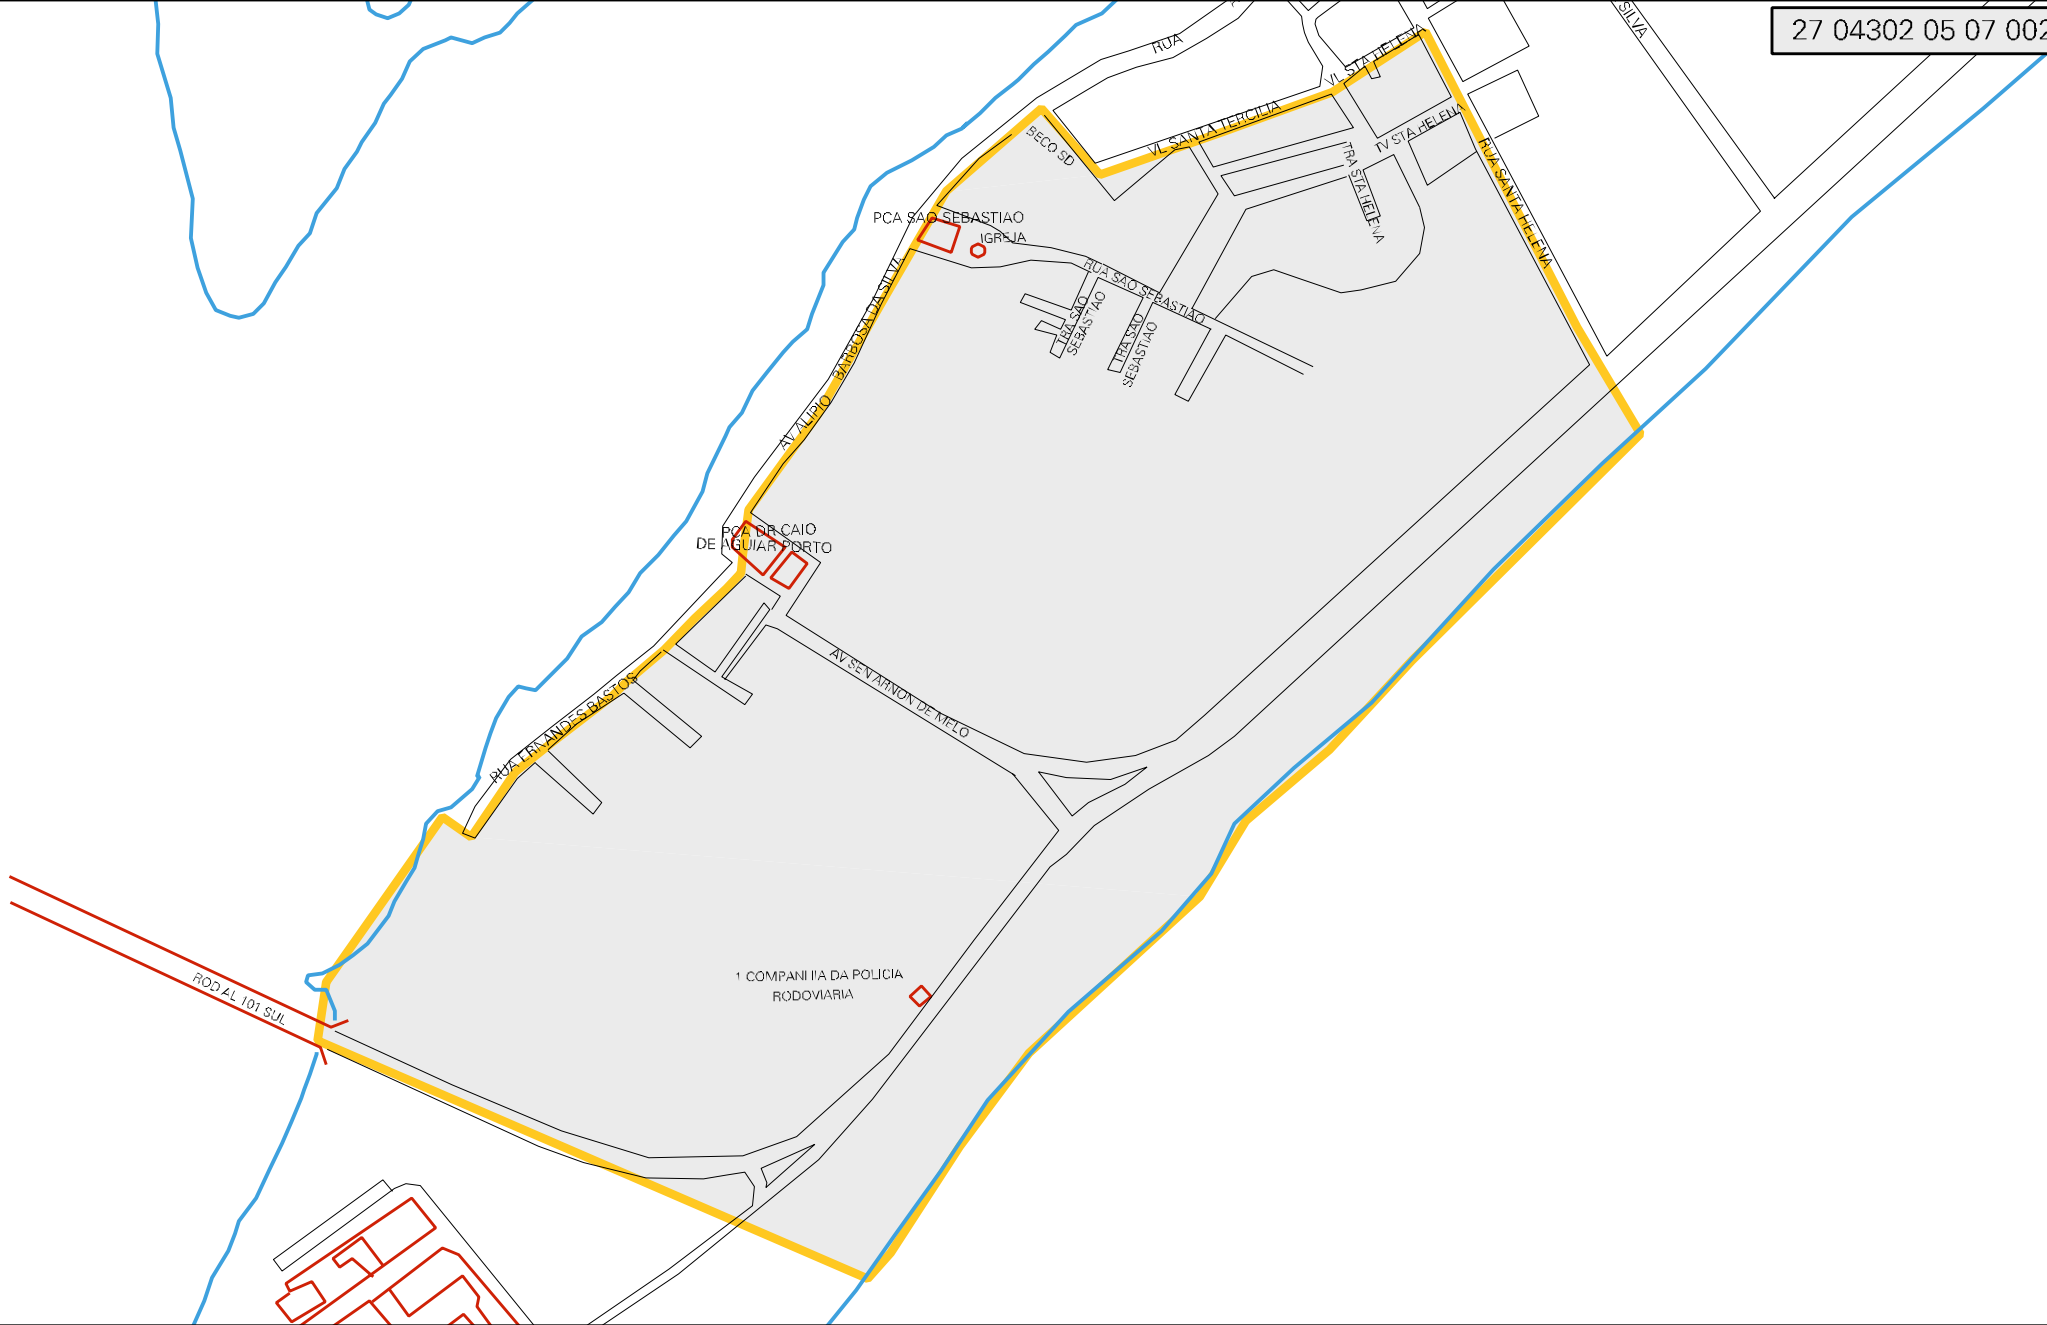 27 04302 05 07 002
SILVA
RUA
VL STA HELENA
VL SANTA TERCILIA
TV STA HELENA
BECO SD
TRA STA HELENA
RUA SANTA HELENA
PCA SAO SEBASTIAO
IGREJA
RUA SAO SEBASTIAO
TRA SAO
SEBASTIAO
TRA SAO
SEBASTIAO
AV ALIPIO BARBOSA DA SILVA
PCA DR CAIO
DE AGUIAR PORTO
AV SEN ARNON DE MELO
RUA ERNANDES BASTOS
1 COMPANHIA DA POLICIA
RODOVIARIA
ROD AL 101 SUL